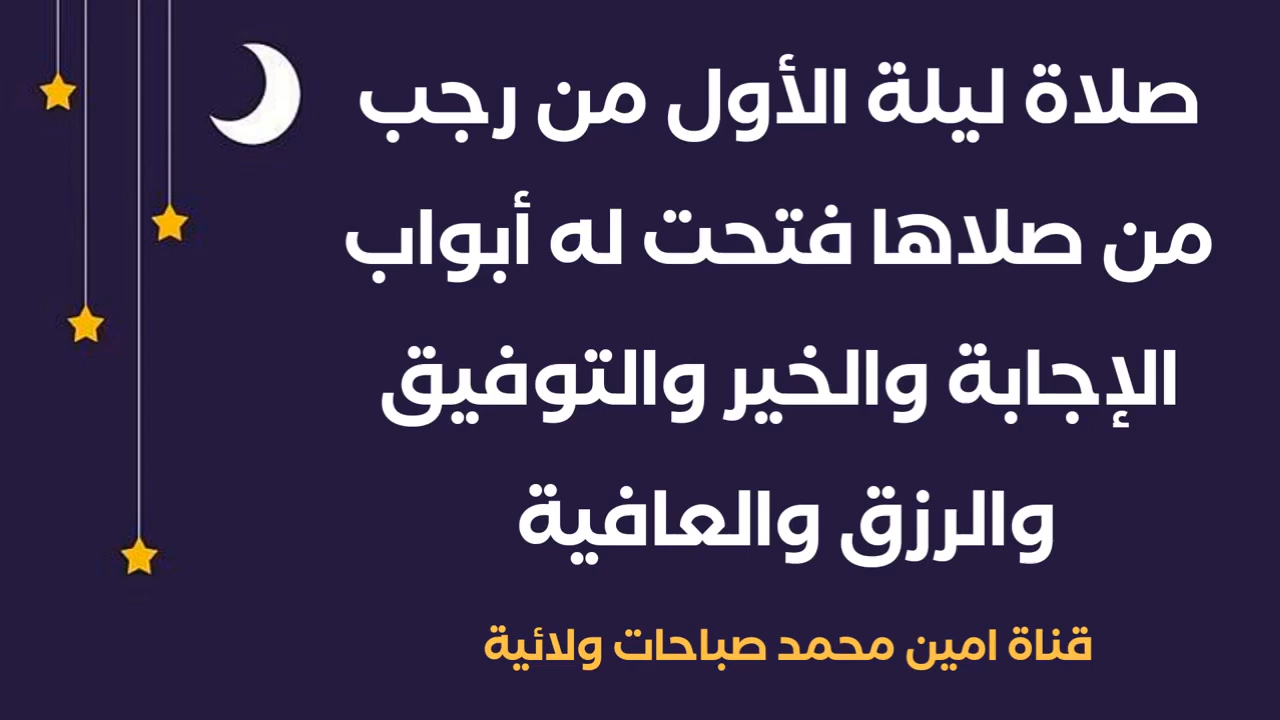 صلاة ليلة الأول من رجب
من صلاها فتحت له أبواب
الإجابة والخير والتوفيق
والرزق والعافية
قناة امين محمد صباحات ولائية